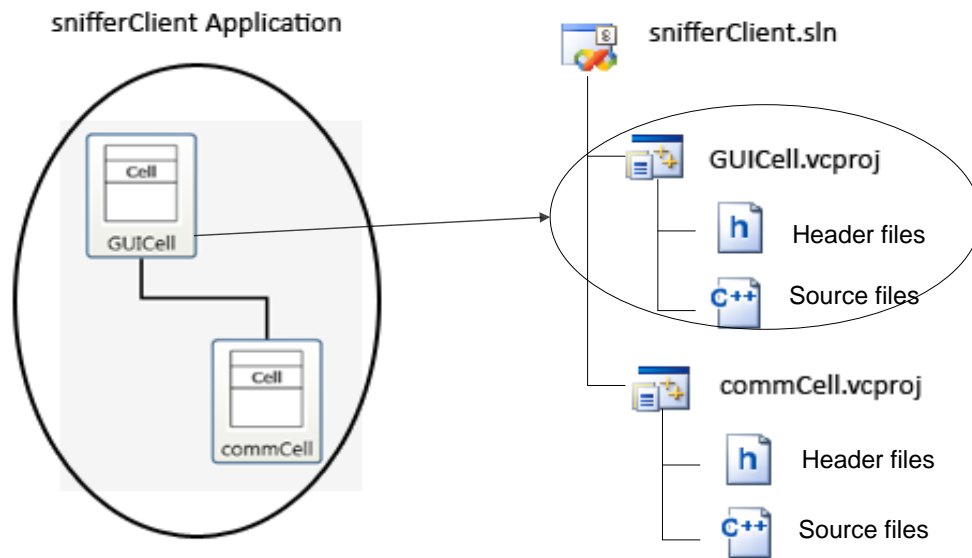 snifferClient Application
Cell
GUICell
Cell
commCell
snifferClient.sln
8
GUICell.vcproj
h
Header files
C++
Source files
commCell.vcproj
h
Header files
C++
Source files